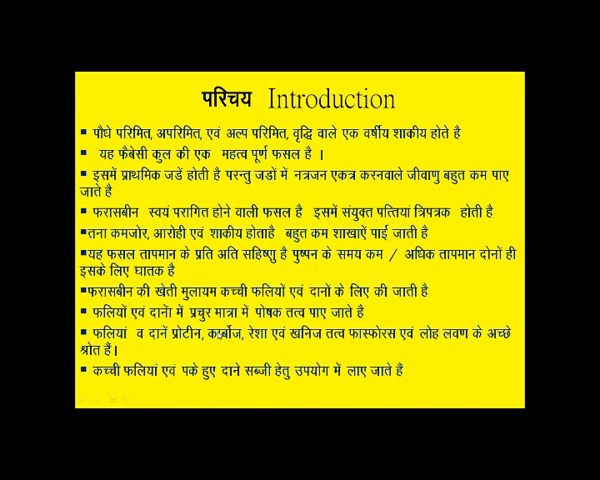 परिचय Introduction
▪ पौधे परिमित, अपरिमित, एवं अल्प परिमित, वृद्धि वाले एक वर्षीय शाकीय होते है
▪ यह फैबेसी कुल की एक महत्व पूर्ण फसल है ।
▪ इसमें प्राथमिक जडें होती है परन्तु जडों में नत्रजन एकत्र करनवाले जीवाणु बहुत कम पाए
जाते है
▪ फरासबीन स्वयं परागित होने वाली फसल है इसमें संयुक्त पत्तियां त्रिपत्रक होती है
▪तना कमजोर, आरोही एवं शाकीय होताहै बहुत कम शाखाऐं पाई जाती है
▪यह फसल तापमान के प्रति अति सहिष्णु है पुष्पन के समय कम / अधिक तापमान दोनों ही
इसके लिए घातक है
▪फरासबीन की खेती मुलायम कच्ची फलियों एवं दानों के लिए की जाती है
▪ फलियों एवं दानेां में प्रचुर मात्रा में पोषक तत्व पाए जाते है
▪ फलियां व दानें प्रोटीन, कार्बोज, रेशा एवं खनिज तत्व फास्फोरस एवं लोह लवण के अच्छे
श्रोत हैं।
▪ कच्ची फलियां एवं पके हुए दाने सब्जी हेतु उपयोग में लाए जाते हैं